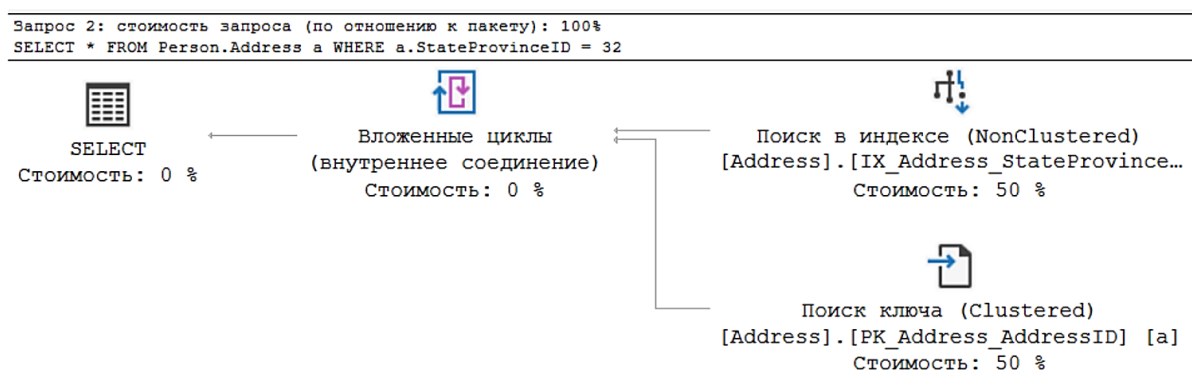 Запрос 2: стоимость запроса (по отношению к пакету): 100%
SELECT * FROM Person.Address a WHERE a.StateProvinceID = 32
SELECT
Стоимость: 0 %
Вложенные циклы
(внутреннее соединение)
Стоимость: 0 %
Поиск в индексе (NonClustered)
[Address].[IX_Address_StateProvince…
Стоимость: 50 %
Поиск ключа (Clustered)
[Address].[PK_Address_AddressID] [a]
Стоимость: 50 %